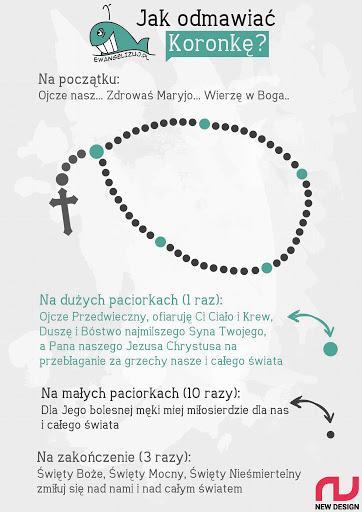 Jak odmawiać
Koronkę?
EWANGELIZUJ.PL
Na początku:
Ojcze nasz... Zdrowaś Maryjo... Wierzę w Boga..
Na dużych paciorkach (1 raz):
Ojcze Przedwieczny, ofiaruję Ci Ciało i Krew,
Duszę i Bóstwo najmilszego Syna Twojego,
a Pana naszego Jezusa Chrystusa na
przebłaganie za grzechy nasze i całego świata
Na małych paciorkach (10 razy):
Dla Jego bolesnej męki miej miłosierdzie dla nas
i całego świata
Na zakończenie (3 razy):
Święty Boże, Święty Mocny, Święty Nieśmiertelny
zmiłuj się nad nami i nad całym światem
NEW DESIGN